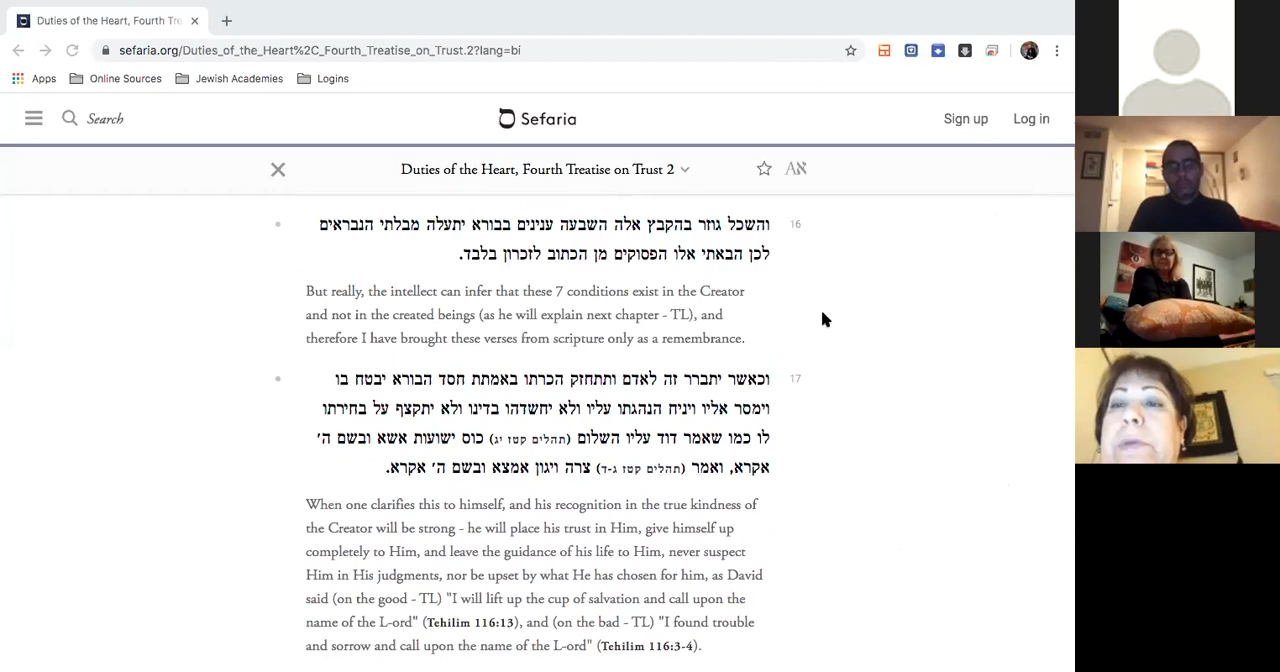 Duties of the Heart, Fourth Tre
sefaria.org/Duties_of_the_Heart%2C_Fourth_Treatise_on_Trust.2?lang=bi
Apps Online Sources Jewish Academies Logins
Search Sefaria Sign up Log in
Duties of the Heart, Fourth Treatise on Trust 2 אA
והשכל גוזר בהקבץ אלה השבעה ענינים בבורא יתעלה מבלתי הנבראים 16
לכן הבאתי אלו הפסוקים מן הכתוב לזכרון בלבד.
But really, the intellect can infer that these 7 conditions exist in the Creator
and not in the created beings (as he will explain next chapter - TL), and
therefore I have brought these verses from scripture only as a remembrance.
וכאשר יתברר זה לאדם ותתחזק הכרתו באמתת חסד הבורא יבטח בו 17
וימסר אליו ויניח הנהגתו עליו ולא יחשדהו בדינו ולא יתקצף על בחירתו
לו כמו שאמר דוד עליו השלום (תהלים קטז יג) כוס ישועות אשא ובשם ה׳
אקרא, ואמר (תהלים קטז ג-ד) צרה ויגון אמצא ובשם ה׳ אקרא.
When one clarifies this to himself, and his recognition in the true kindness of
the Creator will be strong - he will place his trust in Him, give himself up
completely to Him, and leave the guidance of his life to Him, never suspect
Him in His judgments, nor be upset by what He has chosen for him, as David
said (on the good - TL) "I will lift up the cup of salvation and call upon the
name of the L-ord" (Tehilim 116:13), and (on the bad - TL) "I found trouble
and sorrow and call upon the name of the L-ord" (Tehilim 116:3-4).